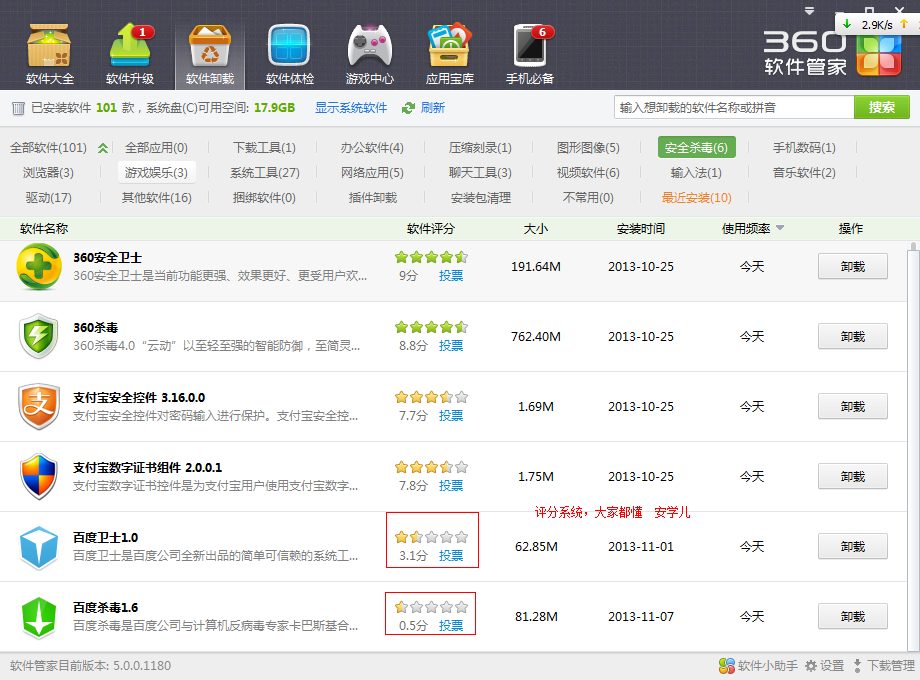 2.9K/s
1
6
软件大全 软件升级 软件卸载 软件体检 游戏中心 应用宝库 手机必备
360
软件管家
已安装软件 101 款，系统盘(C)可用空间: 17.9GB 显示系统软件 刷新 输入想卸载的软件名称或拼音 搜索
全部软件(101) 全部应用(0) 下载工具(1) 办公软件(4) 压缩刻录(1) 图形图像(5) 安全杀毒(6) 手机数码(1)
浏览器(3) 游戏娱乐(3) 系统工具(27) 网络应用(5) 聊天工具(3) 视频软件(6) 输入法(1) 音乐软件(2)
驱动(17) 其他软件(16) 捆绑软件(0) 插件卸载 安装包清理 不常用(0) 最近安装(10)
软件名称 软件评分 大小 安装时间 使用频率 操作
360安全卫士
360安全卫士是当前功能更强、效果更好、更受用户欢...
9分 投票 191.64M 2013-10-25 今天 卸载
360杀毒
360杀毒4.0“云动”以至轻至强的智能防御，至简灵...
8.8分 投票 762.40M 2013-10-25 今天 卸载
支付宝安全控件 3.16.0.0
支付宝安全控件对密码输入进行保护。支付宝安全控...
7.7分 投票 1.69M 2013-10-25 今天 卸载
支付宝数字证书组件 2.0.0.1
支付宝数字证书控件是为支付宝用户使用支付宝数字...
7.8分 投票 1.75M 2013-10-25 今天 卸载
评分系统，大家都懂 安学儿
百度卫士1.0
百度卫士是百度公司全新出品的简单可信赖的系统工...
3.1分 投票 62.85M 2013-11-01 今天 卸载
百度杀毒1.6
百度杀毒是百度公司与计算机反病毒专家卡巴斯基合...
0.5分 投票 81.28M 2013-11-07 今天 卸载
软件管家目前版本: 5.0.0.1180 软件小助手 设置 下载管理